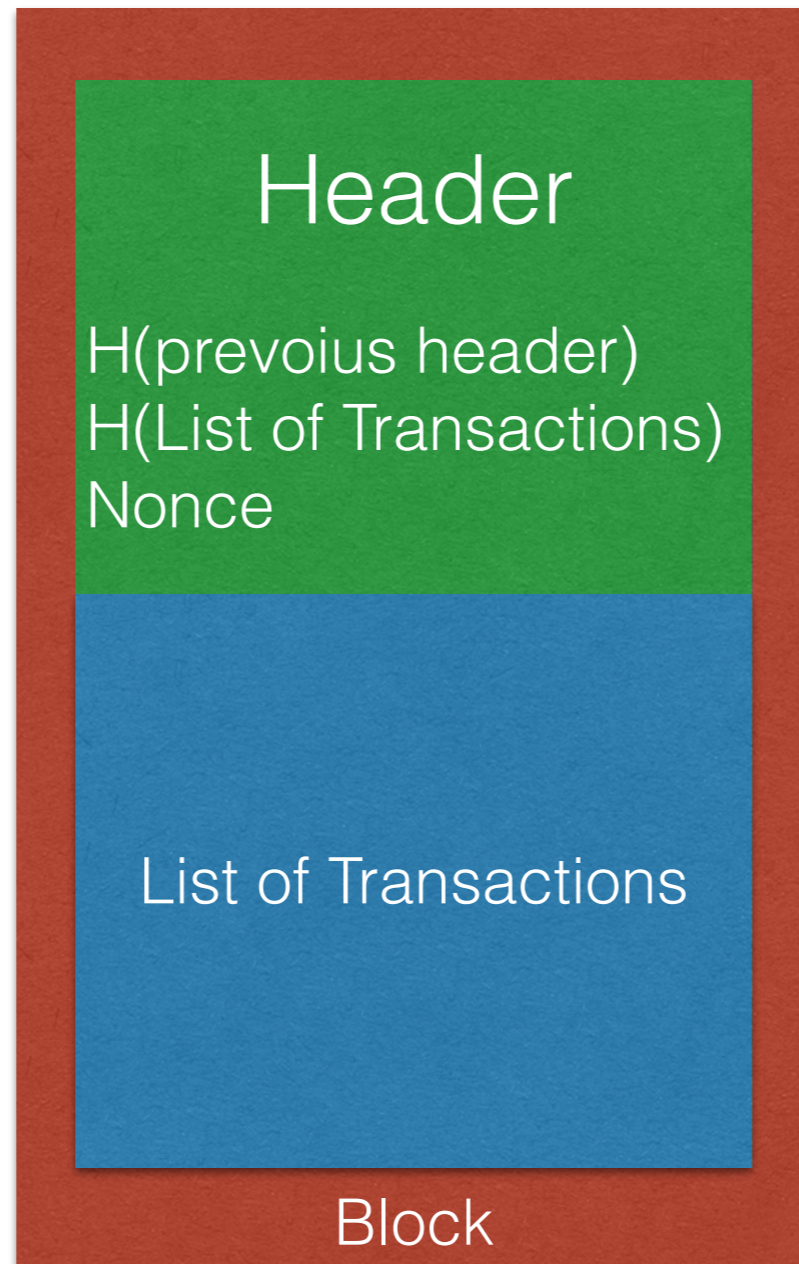 Header
H(prevoius header)
H(List of Transactions)
Nonce
List of Transactions
Block